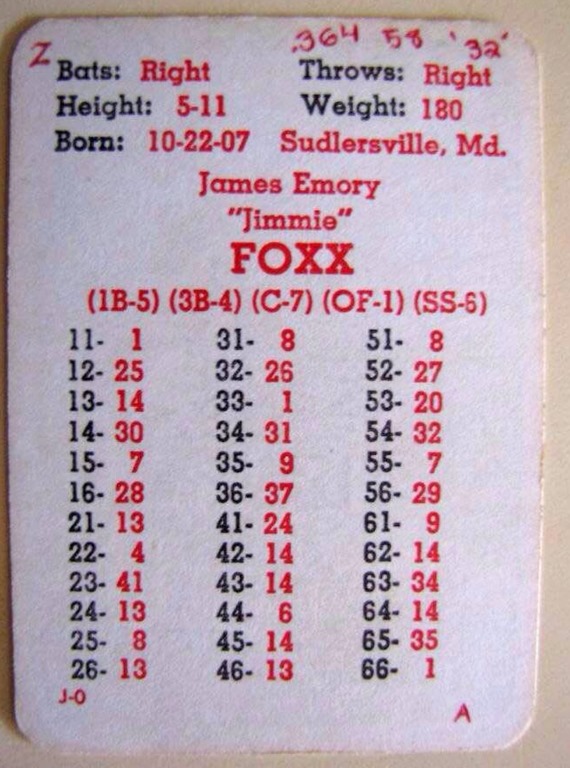 .364 58 '32'
Z
Bats: Right Throws: Right
Height: 5-11 Weight: 180
Born: 10-22-07 Sudlersville, Md.
James Emory
"Jimmie"
FOXX
(1B-5) (3B-4) (C-7) (OF-1) (SS-6)
11- 1 31- 8 51- 8
12- 25 32- 26 52- 27
13- 14 33- 1 53- 20
14- 30 34- 31 54- 32
15- 7 35- 9 55- 7
16- 28 36- 37 56- 29
21- 13 41- 24 61- 9
22- 4 42- 14 62- 14
23- 41 43- 14 63- 34
24- 13 44- 6 64- 14
25- 8 45- 14 65- 35
26- 13 46- 13 66- 1
J-O
A